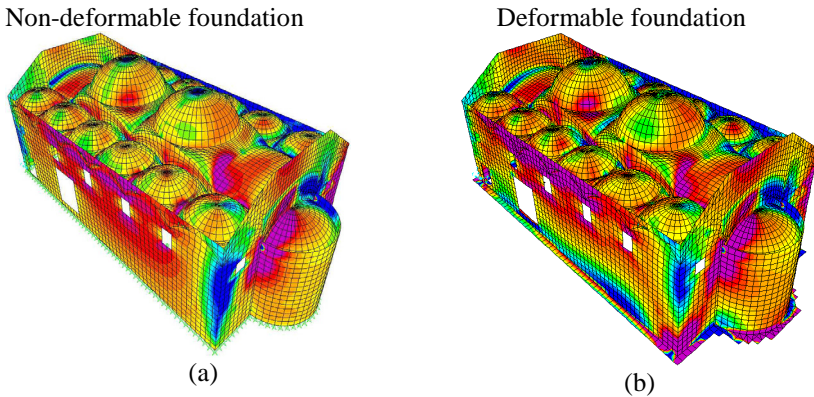 Non-deformable foundation
Deformable foundation
(a)
(b)